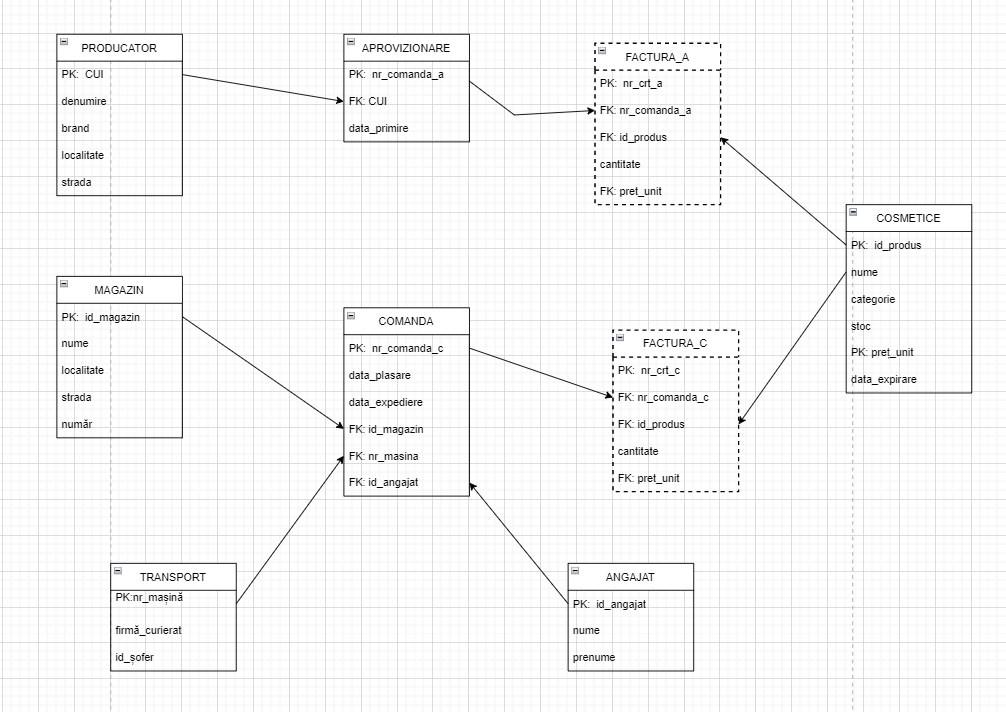 PRODUCATOR
PK: CUI
denumire
brand
localitate
strada
APROVIZIONARE
PK: nr_comanda_a
FK: CUI
data_primire
FACTURA_A
PK: nr_crt_a
FK: nr_comanda_a
FK: id_produs
cantitate
FK: pret_unit
COSMETICE
PK: id_produs
nume
categorie
stoc
PK: preț_unit
data_expirare
MAGAZIN
PK: id_magazin
nume
localitate
strada
număr
COMANDA
PK: nr_comanda_c
data_plasare
data_expediere
FK: id_magazin
FK: nr_masina
FK: id_angajat
FACTURA_C
PK: nr_crt_c
FK: nr_comanda_c
FK: id_produs
cantitate
FK: pret_unit
TRANSPORT
PK:nr_mașină
firmă_curierat
id_șofer
ANGAJAT
PK: id_angajat
nume
prenume